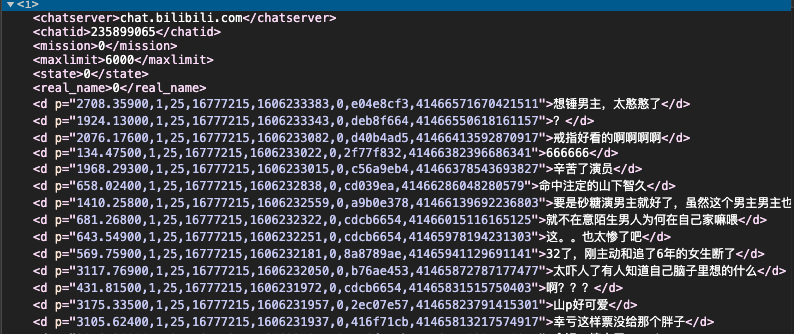 ▼<i>
<chatserver>chat.bilibili.com</chatserver>
<chatid>235899065</chatid>
<mission>0</mission>
<maxlimit>6000</maxlimit>
<state>0</state>
<real_name>0</real_name>
<d p="2708.35900,1,25,16777215,1606233383,0,e04e8cf3,41466571670421511">想锤男主，太憨憨了</d>
<d p="1924.13000,1,25,16777215,1606233343,0,deb8f664,41466550618161157">？</d>
<d p="2076.17600,1,25,16777215,1606233082,0,d40b4ad5,41466413592870917">戒指好看的啊啊啊啊</d>
<d p="134.47500,1,25,16777215,1606233022,0,2f77f832,41466382396686341">666666</d>
<d p="1968.29300,1,25,16777215,1606233015,0,c56a9eb4,41466378543693827">辛苦了演员</d>
<d p="658.02400,1,25,16777215,1606232838,0,cd039ea,41466286048280579">命中注定的山下智久</d>
<d p="1410.25800,1,25,16777215,1606232559,0,a9b0e378,41466139692236803">要是砂糖演男主就好了，虽然这个男主男主也
<d p="681.26800,1,25,16777215,1606232322,0,cdcb6654,41466015116165125">就不在意陌生男人为何在自己家嘛喂</d>
<d p="643.54900,1,25,16777215,1606232251,0,cdcb6654,41465978194231303">这。。也太惨了吧</d>
<d p="569.75900,1,25,16777215,1606232181,0,8a8789ae,41465941129691141">32了，刚主动和追了6年的女生断了</d>
<d p="3117.76900,1,25,16777215,1606232050,0,b76ae453,41465872787177477">太吓人了有人知道自己脑子里想的什么</d>
<d p="431.81500,1,25,16777215,1606231972,0,cdcb6654,41465831515750403">啊？？？</d>
<d p="3175.33500,1,25,16777215,1606231957,0,2ec07e57,41465823791415301">山p好可爱</d>
<d p="3105.62400,1,25,16777215,1606231937,0,416f71cb,41465813217574917">幸亏这样票没给那个胖子</d>